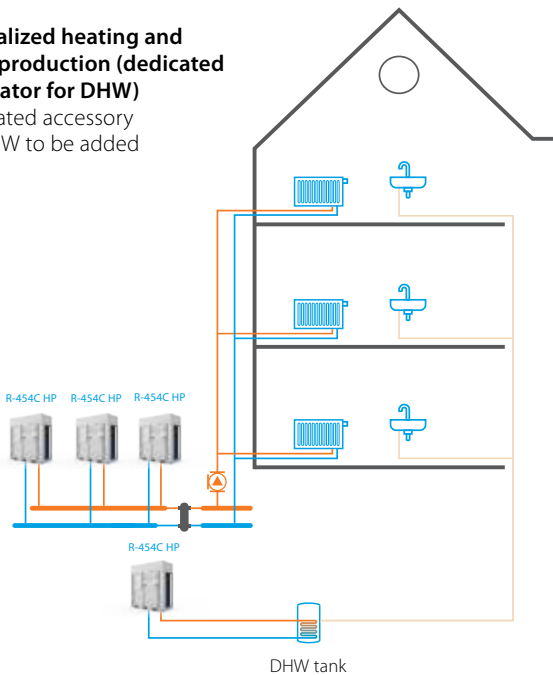 alized heating and
production (dedicated
ator for DHW)
ated accessory
W to be added
R-454C HP R-454C HP R-454C HP
R-454C HP
DHW tank